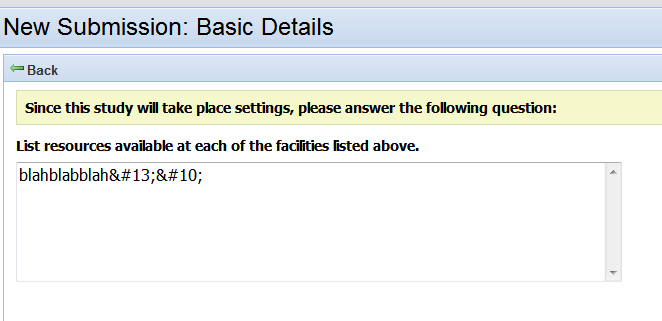 New Submission: Basic Details
Back
Since this study will take place settings, please answer the following question:
List resources available at each of the facilities listed above.
blahblabblah&#13;&#10;